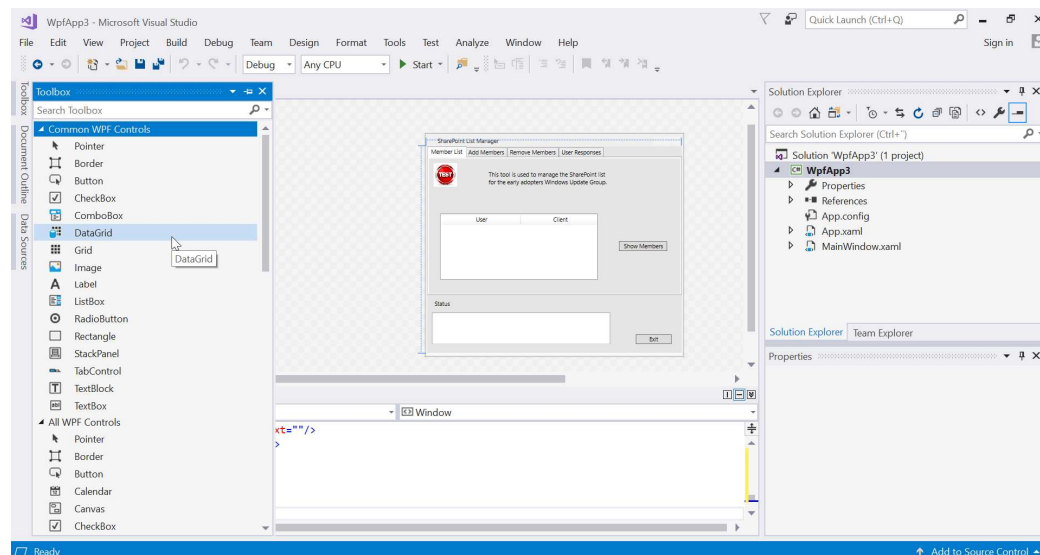 WpfApp3 - Microsoft Visual Studio
Quick Launch (Ctrl+Q)
File Edit View Project Build Debug Team Design Format Tools Test Analyze Window Help
Sign in
Debug Any CPU Start
Toolbox
Document Outline
Data Sources
Toolbox
Search Toolbox
Common WPF Controls
Pointer
Border
Button
CheckBox
ComboBox
DataGrid
Grid
DataGrid
Image
Label
ListBox
RadioButton
Rectangle
StackPanel
TabControl
TextBlock
TextBox
All WPF Controls
Pointer
Border
Button
Calendar
Canvas
CheckBox
SharePoint List Manager
Member List Add Members Remove Members User Responses
TEST
This tool is used to manage the SharePoint list
for the early adopters Windows Update Group.
User Client
Show Members
Status
Exit
Window
xt=""/>
>
Solution Explorer
Search Solution Explorer (Ctrl+")
Solution 'WpfApp3' (1 project)
WpfApp3
Properties
References
App.config
App.xaml
MainWindow.xaml
Solution Explorer Team Explorer
Properties
Ready
Add to Source Control